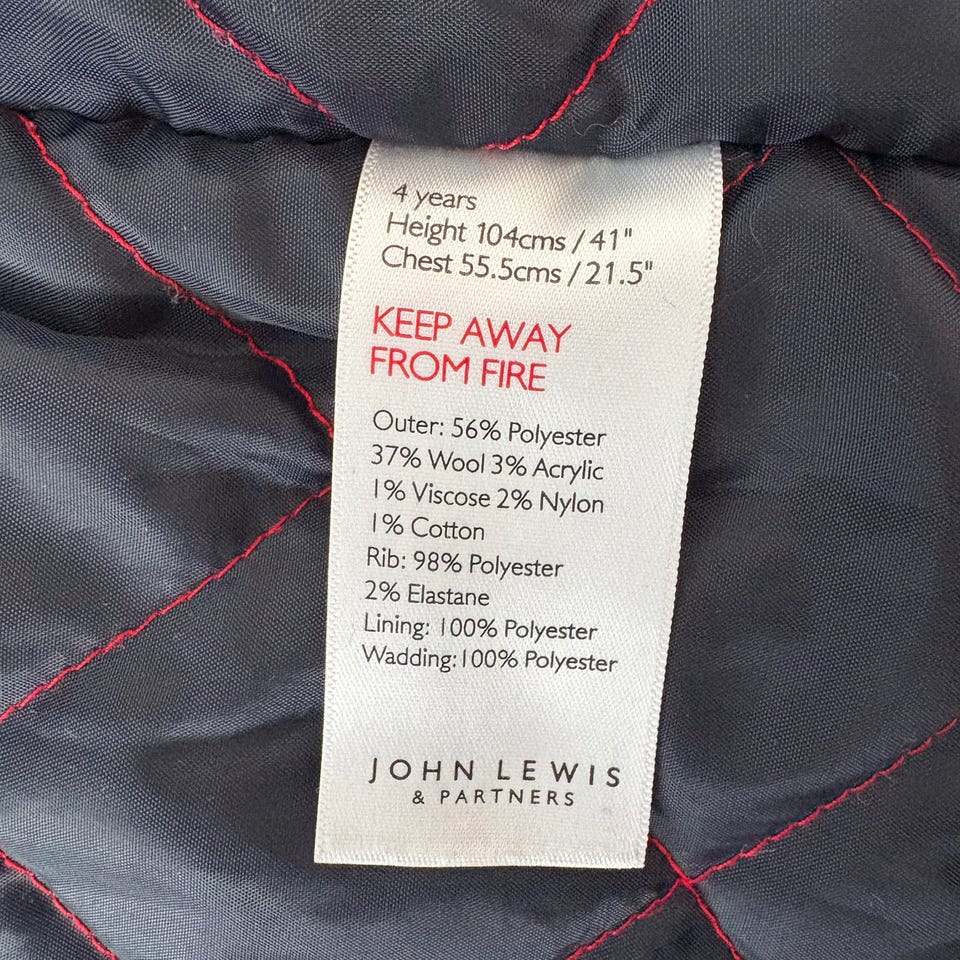 4 years
Height 104cms / 41"
Chest 55.5cms / 21.5"
KEEP AWAY
FROM FIRE
Outer: 56% Polyester
37% Wool 3% Acrylic
1% Viscose 2% Nylon
1% Cotton
Rib: 98% Polyester
2% Elastane
Lining: 100% Polyester
Wadding:100% Polyester
JOHN LEWIS
& PARTNERS